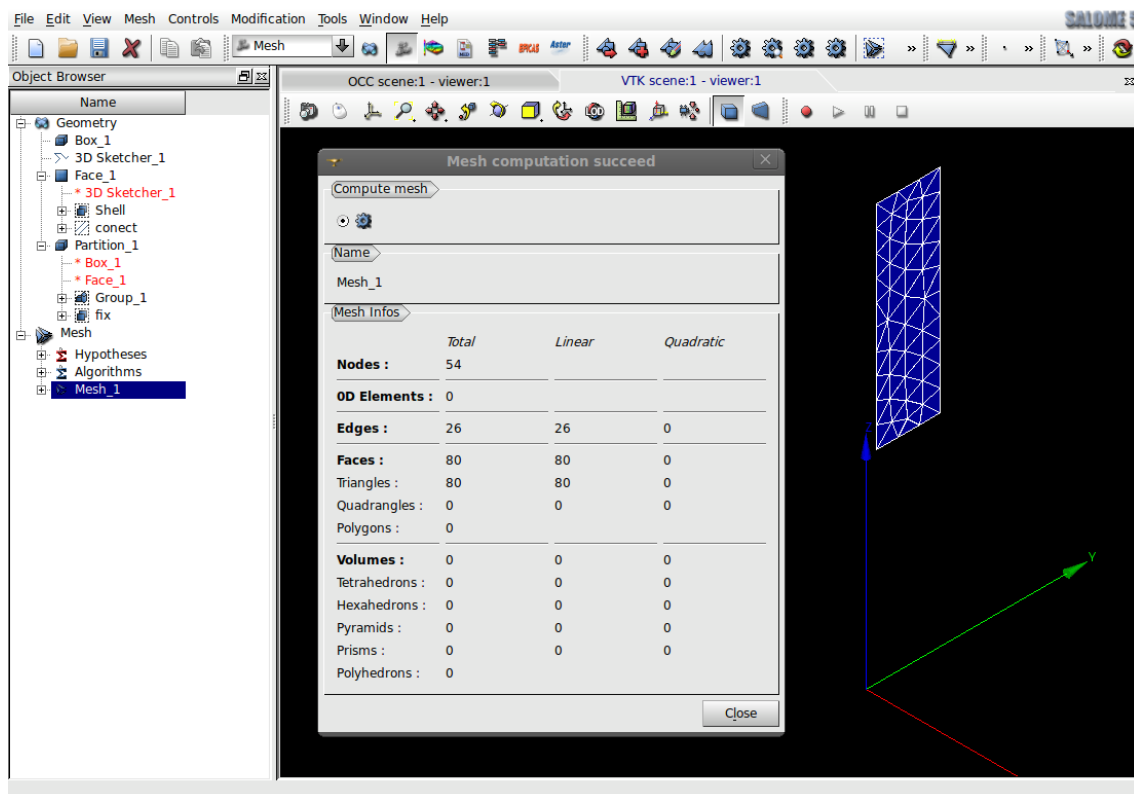 File Edit View Mesh Controls Modification Tools Window Help
SALOME 5
Mesh
EFICAS
Aster
»
»
»
»
Object Browser
OCC scene:1 - viewer:1
VTK scene:1 - viewer:1
Name
Geometry
Box_1
3D Sketcher_1
Face_1
* 3D Sketcher_1
Shell
conect
Partition_1
* Box_1
* Face_1
Group_1
fix
Mesh
Hypotheses
Algorithms
Mesh_1
Mesh computation succeed
Compute mesh
Name
Mesh_1
Mesh Infos
Total Linear Quadratic
Nodes : 54
0D Elements : 0
Edges : 26 26 0
Faces : 80 80 0
Triangles : 80 80 0
Quadrangles : 0 0 0
Polygons : 0
Volumes : 0 0 0
Tetrahedrons : 0 0 0
Hexahedrons : 0 0 0
Pyramids : 0 0 0
Prisms : 0 0 0
Polyhedrons : 0
Close
Z
Y